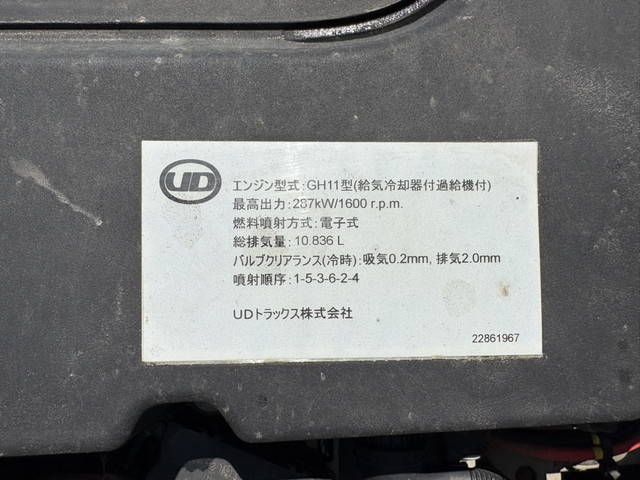 UD
エンジン型式:GH11型(給気冷却器付過給機付)
最高出力:287kW/1600 r.p.m.
燃料噴射方式:電子式
総排気量:10.836 L
バルブクリアランス(冷時):吸気0.2mm, 排気2.0mm
噴射順序:1-5-3-6-2-4
UDトラックス株式会社
22861967